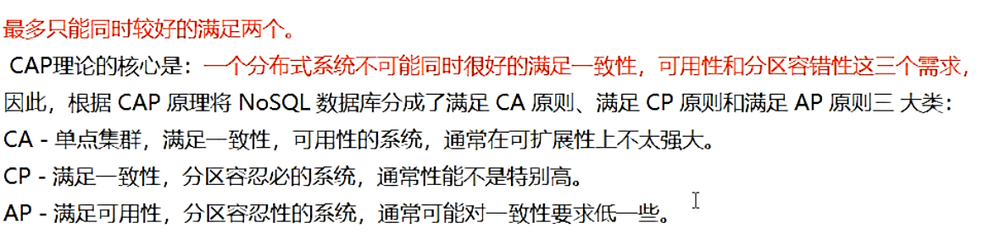 最多只能同时较好的满足两个。
CAP理论的核心是：一个分布式系统不可能同时很好的满足一致性，可用性和分区容错性这三个需求，
因此，根据 CAP 原理将 NoSQL 数据库分成了满足 CA 原则、满足 CP 原则和满足 AP 原则三 大类：
CA - 单点集群，满足一致性，可用性的系统，通常在可扩展性上不太强大。
CP - 满足一致性，分区容忍必的系统，通常性能不是特别高。
AP - 满足可用性，分区容忍性的系统，通常可能对一致性要求低一些。